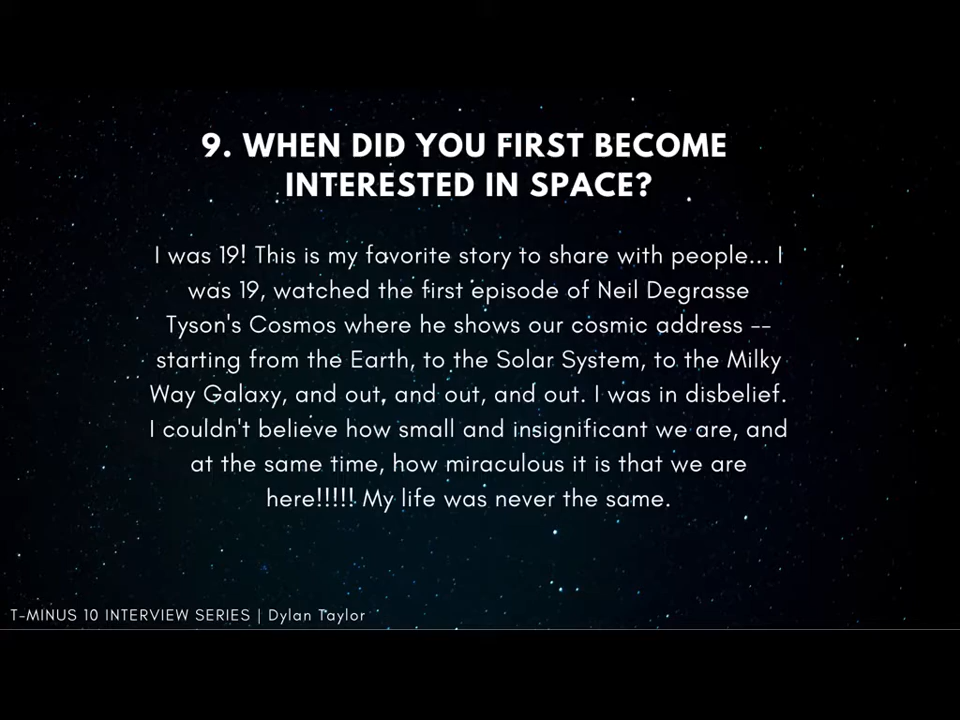 9. WHEN DID YOU FIRST BECOME
INTERESTED IN SPACE?
I was 19! This is my favorite story to share with people... I
was 19, watched the first episode of Neil Degrasse
Tyson's Cosmos where he shows our cosmic address --
starting from the Earth, to the Solar System, to the Milky
Way Galaxy, and out, and out, and out. I was in disbelief.
I couldn't believe how small and insignificant we are, and
at the same time, how miraculous it is that we are
here!!!!! My life was never the same.
T-MINUS 10 INTERVIEW SERIES | Dylan Taylor